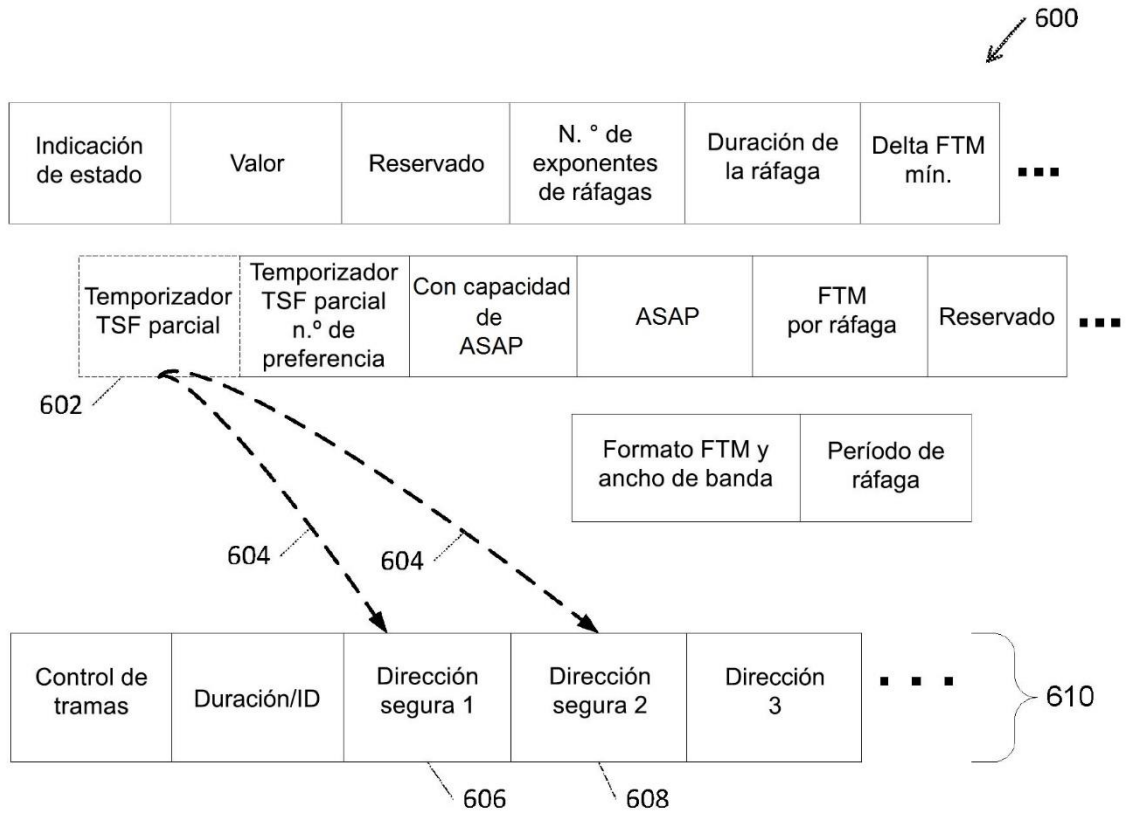 600
Indicación
de estado
Valor
Reservado
N. ° de
exponentes
de ráfagas
Duración de
la ráfaga
Delta FTM
mín.
...
Temporizador
TSF parcial
Temporizador
TSF parcial
n.º de
preferencia
Con capacidad
de
ASAP
ASAP
FTM
por ráfaga
Reservado
...
602
Formato FTM y
ancho de banda
Período de
ráfaga
604
604
Control de
tramas
Duración/ID
Dirección
segura 1
Dirección
segura 2
Dirección
3
. . .
610
606
608